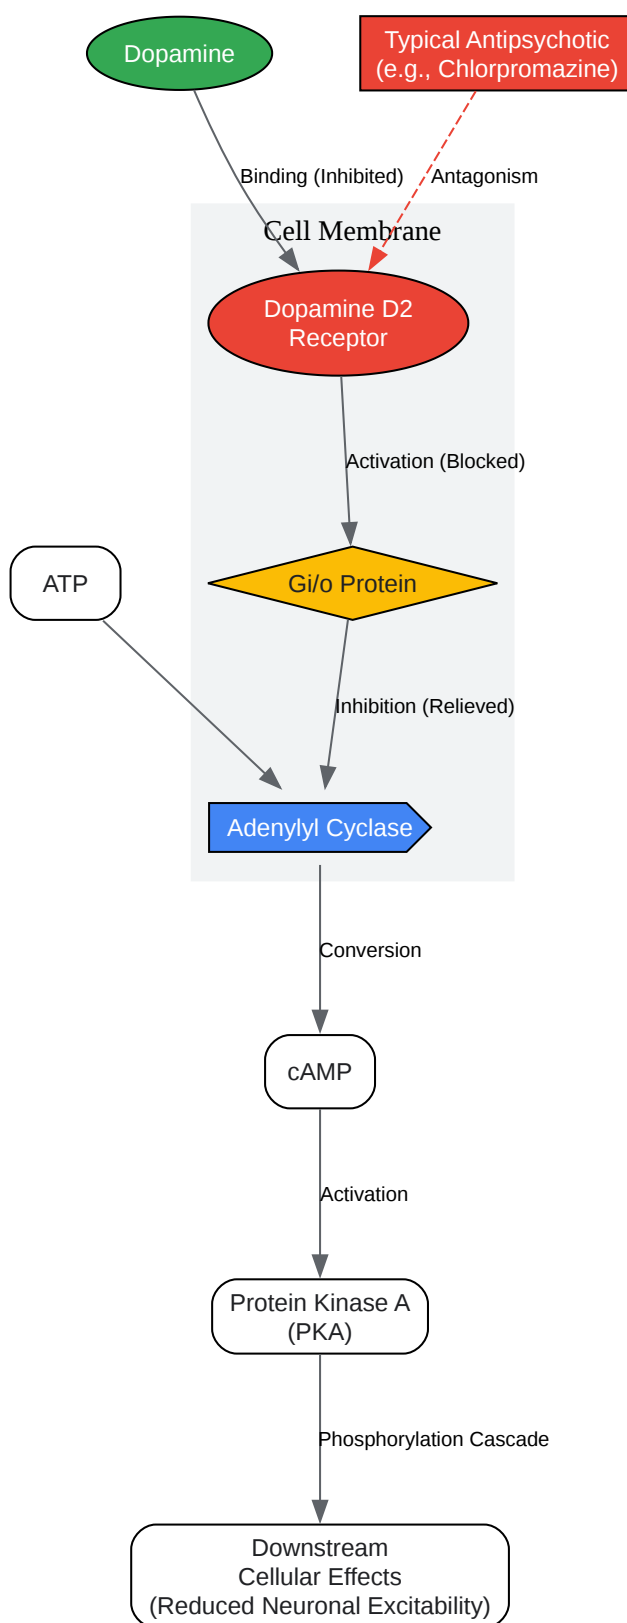 Dopamine
Typical Antipsychotic
(e.g., Chlorpromazine)
Binding (Inhibited)
Antagonism
Cell Membrane
Dopamine D2
Receptor
Activation (Blocked)
ATP
Gi/o Protein
Inhibition (Relieved)
Adenylyl Cyclase
Conversion
cAMP
Activation
Protein Kinase A
(PKA)
Phosphorylation Cascade
Downstream
Cellular Effects
(Reduced Neuronal Excitability)